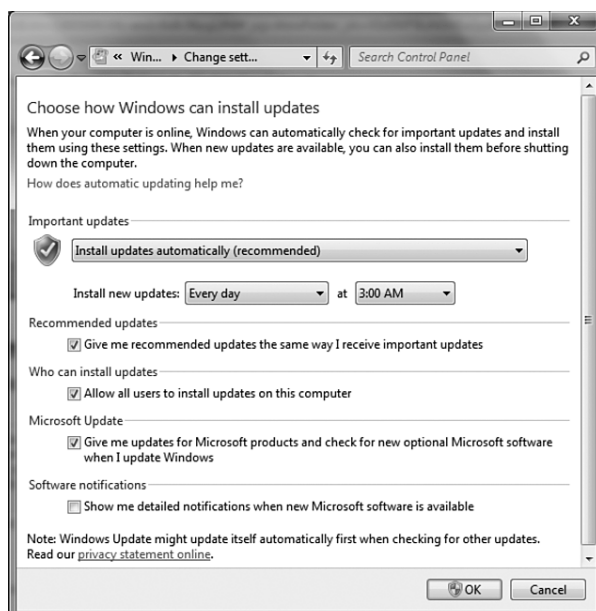 « Win... ▸ Change sett...
Search Control Panel
Choose how Windows can install updates
When your computer is online, Windows can automatically check for important updates and install
them using these settings. When new updates are available, you can also install them before shutting
down the computer.
How does automatic updating help me?
Important updates
Install updates automatically (recommended)
Install new updates: Every day at 3:00 AM
Recommended updates
Give me recommended updates the same way I receive important updates
Who can install updates
Allow all users to install updates on this computer
Microsoft Update
Give me updates for Microsoft products and check for new optional Microsoft software
when I update Windows
Software notifications
Show me detailed notifications when new Microsoft software is available
Note: Windows Update might update itself automatically first when checking for other updates.
Read our privacy statement online.
OK Cancel